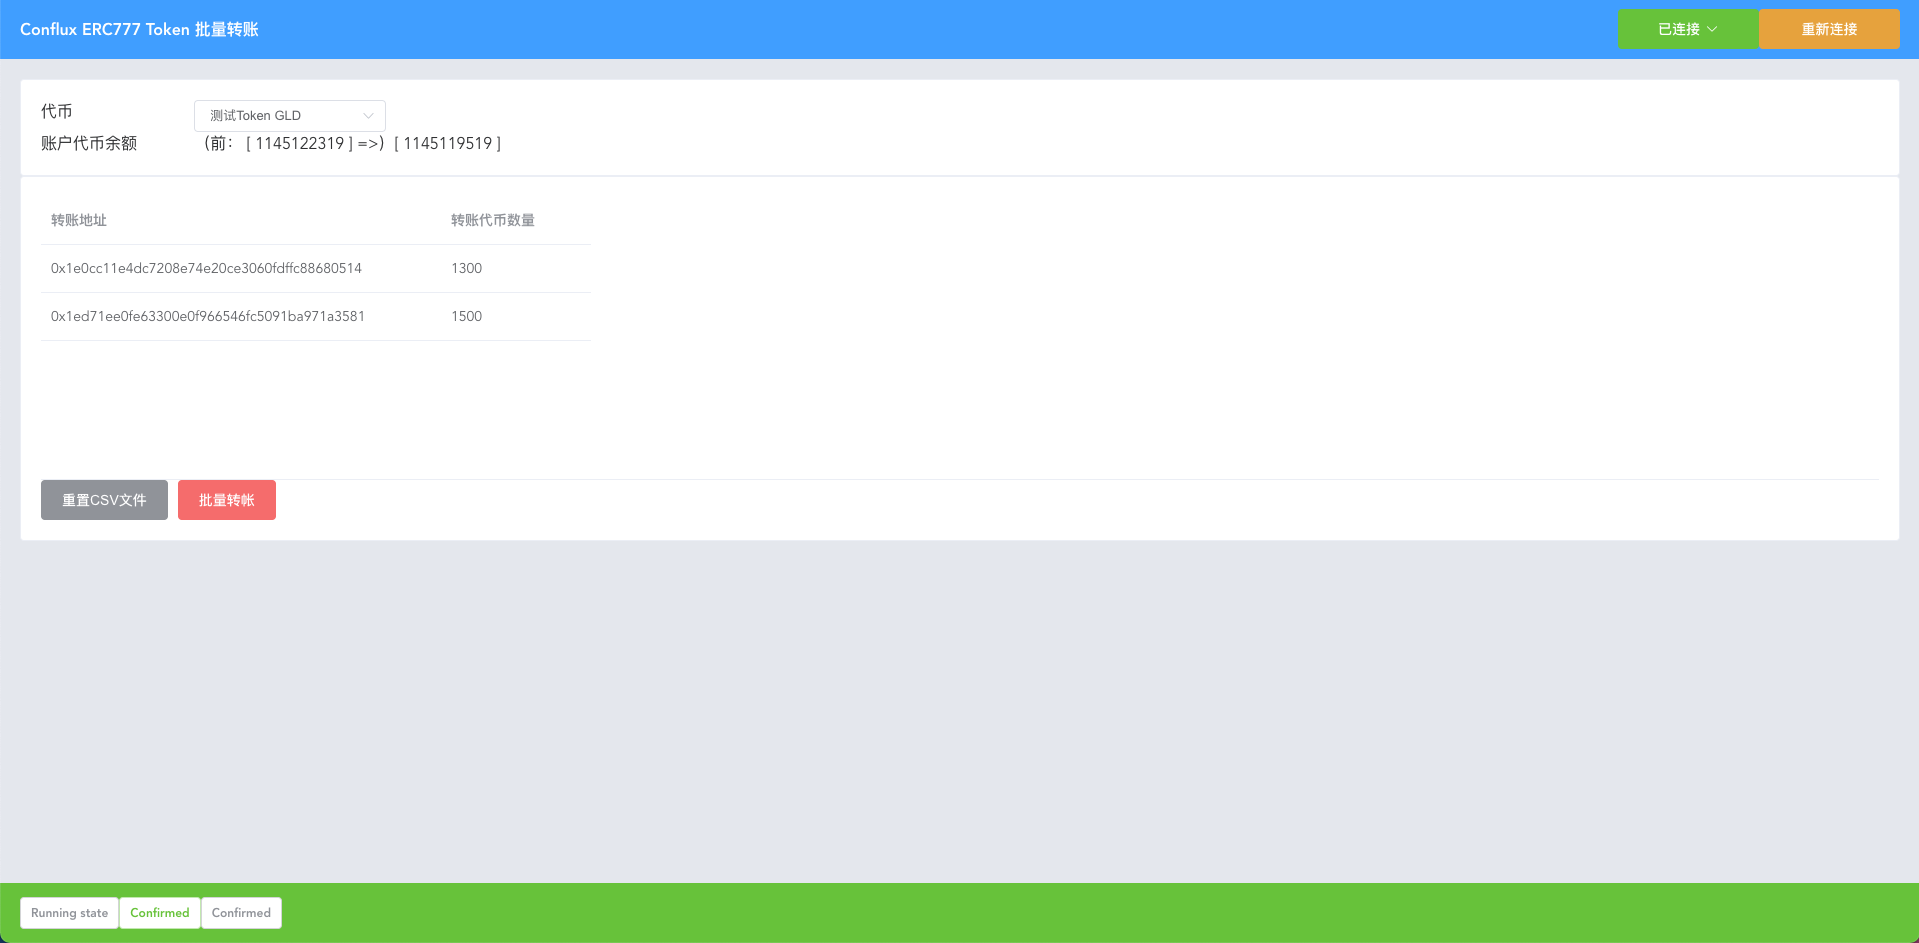 Conflux ERC777 Token 批量转账
已连接 重新连接
代币 测试Token GLD
账户代币余额 （前：[ 1145122319 ] =>）[ 1145119519 ]
转账地址 转账代币数量
0x1e0cc11e4dc7208e74e20ce3060fdffc88680514 1300
0x1ed71ee0fe63300e0f966546fc5091ba971a3581 1500
重置CSV文件 批量转帐
Running state Confirmed Confirmed